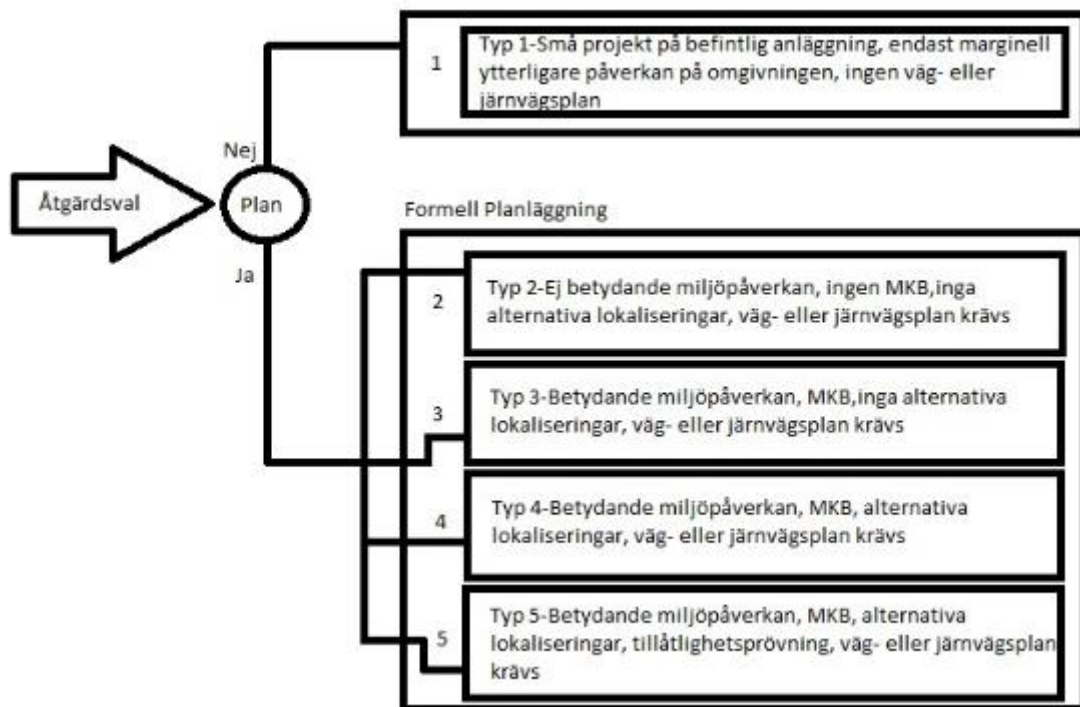 1
Typ 1-Små projekt på befintlig anläggning, endast marginell
ytterligare påverkan på omgivningen, ingen väg- eller
järnvägsplan
Nej
Åtgärdsval
Plan
Ja
Formell Planläggning
2
Typ 2-Ej betydande miljöpåverkan, ingen MKB,inga
alternativa lokaliseringar, väg- eller järnvägsplan krävs
3
Typ 3-Betydande miljöpåverkan, MKB,inga alternativa
lokaliseringar, väg- eller järnvägsplan krävs
4
Typ 4-Betydande miljöpåverkan, MKB, alternativa
lokaliseringar, väg- eller järnvägsplan krävs
5
Typ 5-Betydande miljöpåverkan, MKB, alternativa
lokaliseringar, tillåtlighetsprövning, väg- eller järnvägsplan
krävs